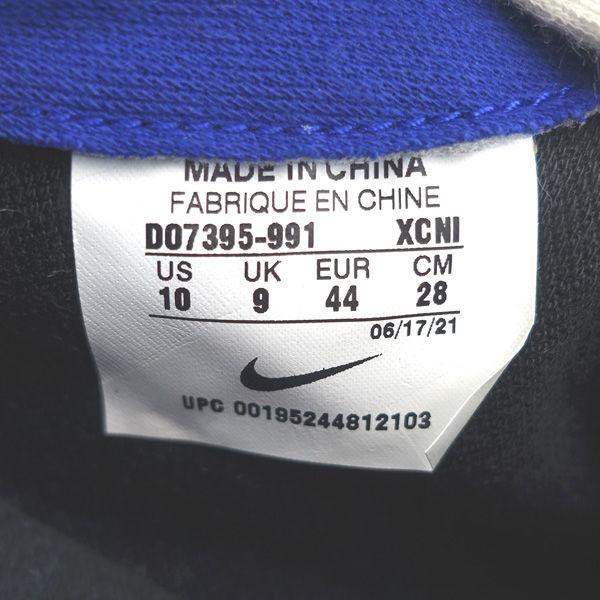 MADE IN CHINA
FABRIQUE EN CHINE
DO7395-991 XCNI
US UK EUR CM
10 9 44 28
06/17/21
UPC 00195244812103